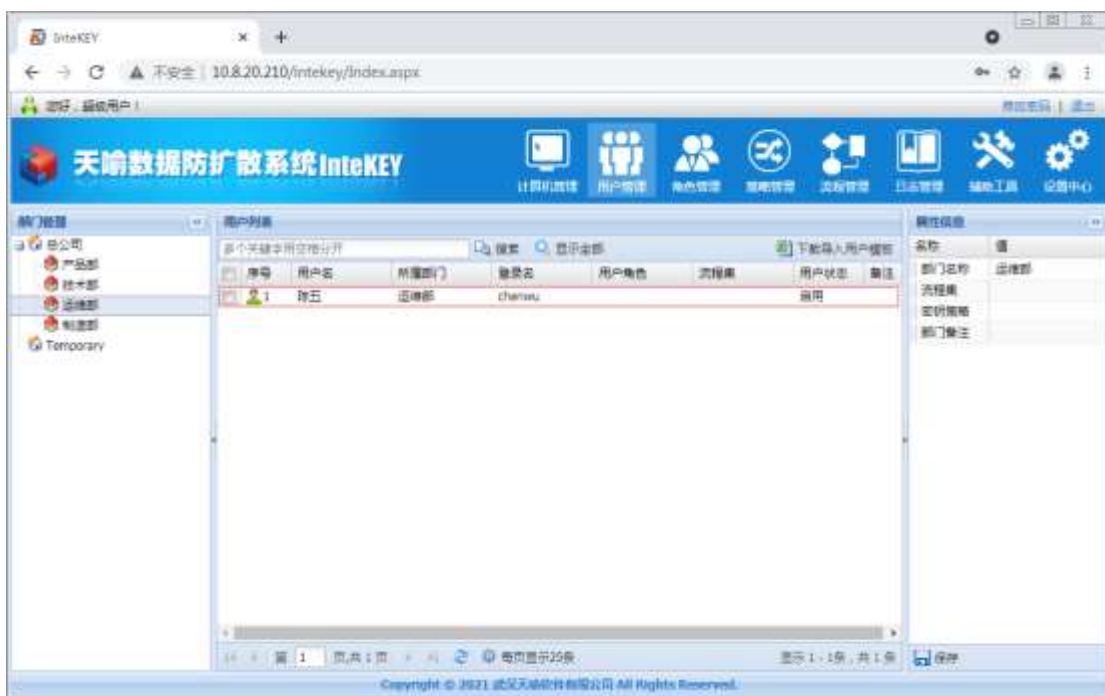 InteKEY
不安全 | 10.8.20.210/intekey/Index.aspx
您好，超级用户！
修改密码 | 退出
天喻数据防扩散系统InteKEY
计算机管理 用户管理 角色管理 策略管理 流程管理 日志管理 辅助工具 设置中心
部门管理
总公司
产品部
技术部
运维部
制造部
Temporary
用户列表
多个关键字用空格分开 搜索 显示全部 下载导入用户模板
序号 用户名 所属部门 登录名 用户角色 流程集 用户状态 备注
1 陈五 运维部 chenwu 启用
第 1 页,共 1 页 每页显示25条 显示 1 - 1条，共 1 条
属性信息
名称 值
部门名称 运维部
流程集
密钥策略
部门备注
保存
Copyright © 2021 武汉天喻软件有限公司 All Rights Reserved.